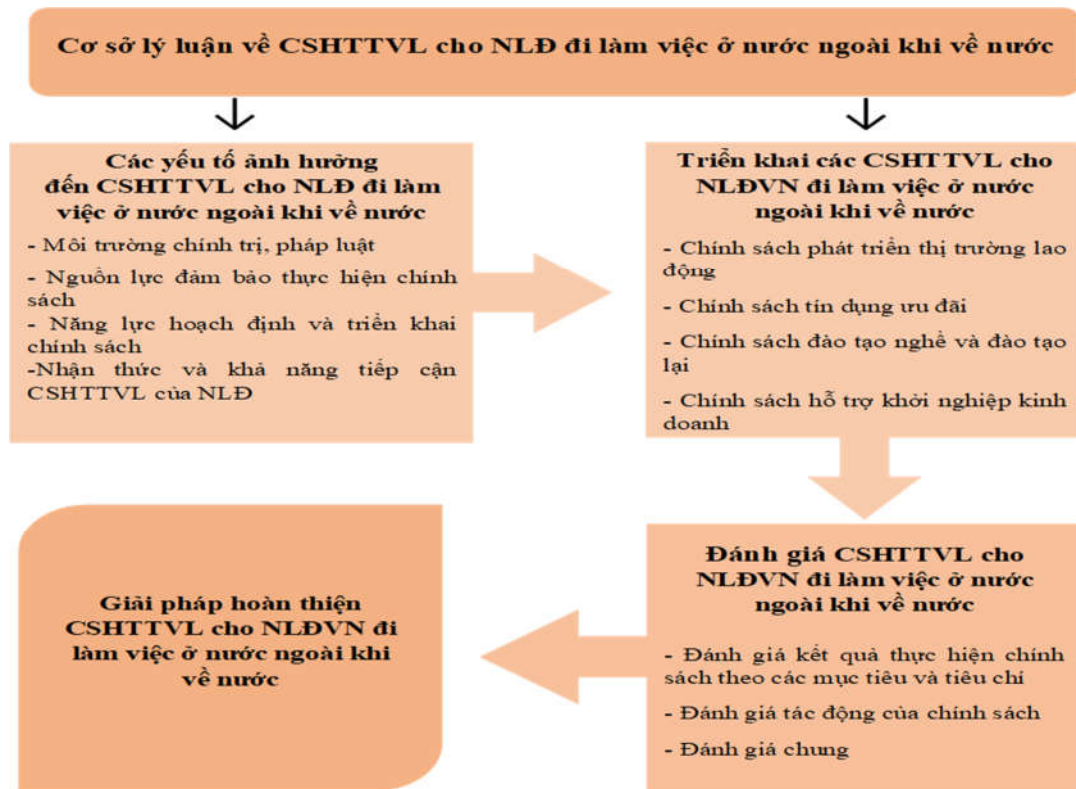 Cơ sở lý luận về CSHTTVL cho NLĐ đi làm việc ở nước ngoài khi về nước
Các yếu tố ảnh hưởng
đến CSHTTVL cho NLĐ đi làm
việc ở nước ngoài khi về nước
- Môi trường chính trị, pháp luật
- Nguồn lực đảm bảo thực hiện chính
sách
- Năng lực hoạch định và triển khai
chính sách
-Nhận thức và khả năng tiếp cận
CSHTTVL của NLĐ
Triển khai các CSHTTVL cho
NLĐVN đi làm việc ở nước
ngoài khi về nước
- Chính sách phát triển thị trường lao
động
- Chính sách tín dụng ưu đãi
- Chính sách đào tạo nghề và đào tạo
lại
- Chính sách hỗ trợ khởi nghiệp kinh
doanh
Đánh giá CSHTTVL cho
NLĐVN đi làm việc ở nước
ngoài khi về nước
- Đánh giá kết quả thực hiện chính
sách theo các mục tiêu và tiêu chí
- Đánh giá tác động của chính sách
- Đánh giá chung
Giải pháp hoàn thiện
CSHTTVL cho NLĐVN đi
làm việc ở nước ngoài khi
về nước